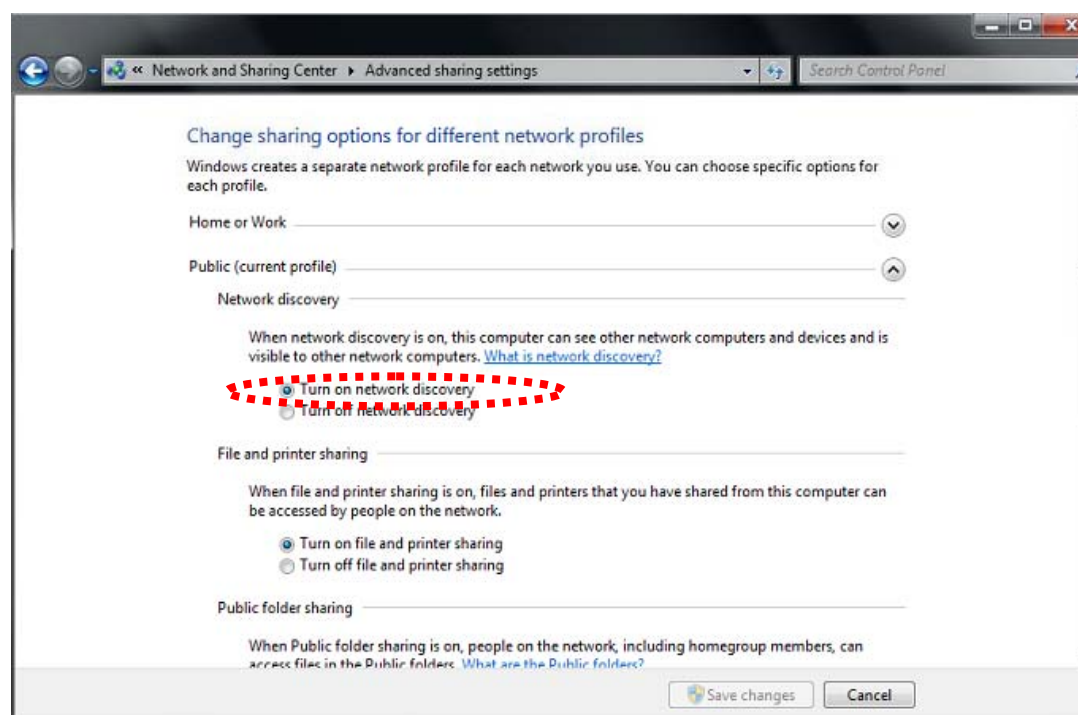 « Network and Sharing Center ▸ Advanced sharing settings
Search Control Panel
Change sharing options for different network profiles
Windows creates a separate network profile for each network you use. You can choose specific options for
each profile.
Home or Work
Public (current profile)
Network discovery
When network discovery is on, this computer can see other network computers and devices and is
visible to other network computers. What is network discovery?
Turn on network discovery
Turn off network discovery
File and printer sharing
When file and printer sharing is on, files and printers that you have shared from this computer can
be accessed by people on the network.
Turn on file and printer sharing
Turn off file and printer sharing
Public folder sharing
When Public folder sharing is on, people on the network, including homegroup members, can
access files in the Public folders. What are the Public folders?
Save changes
Cancel